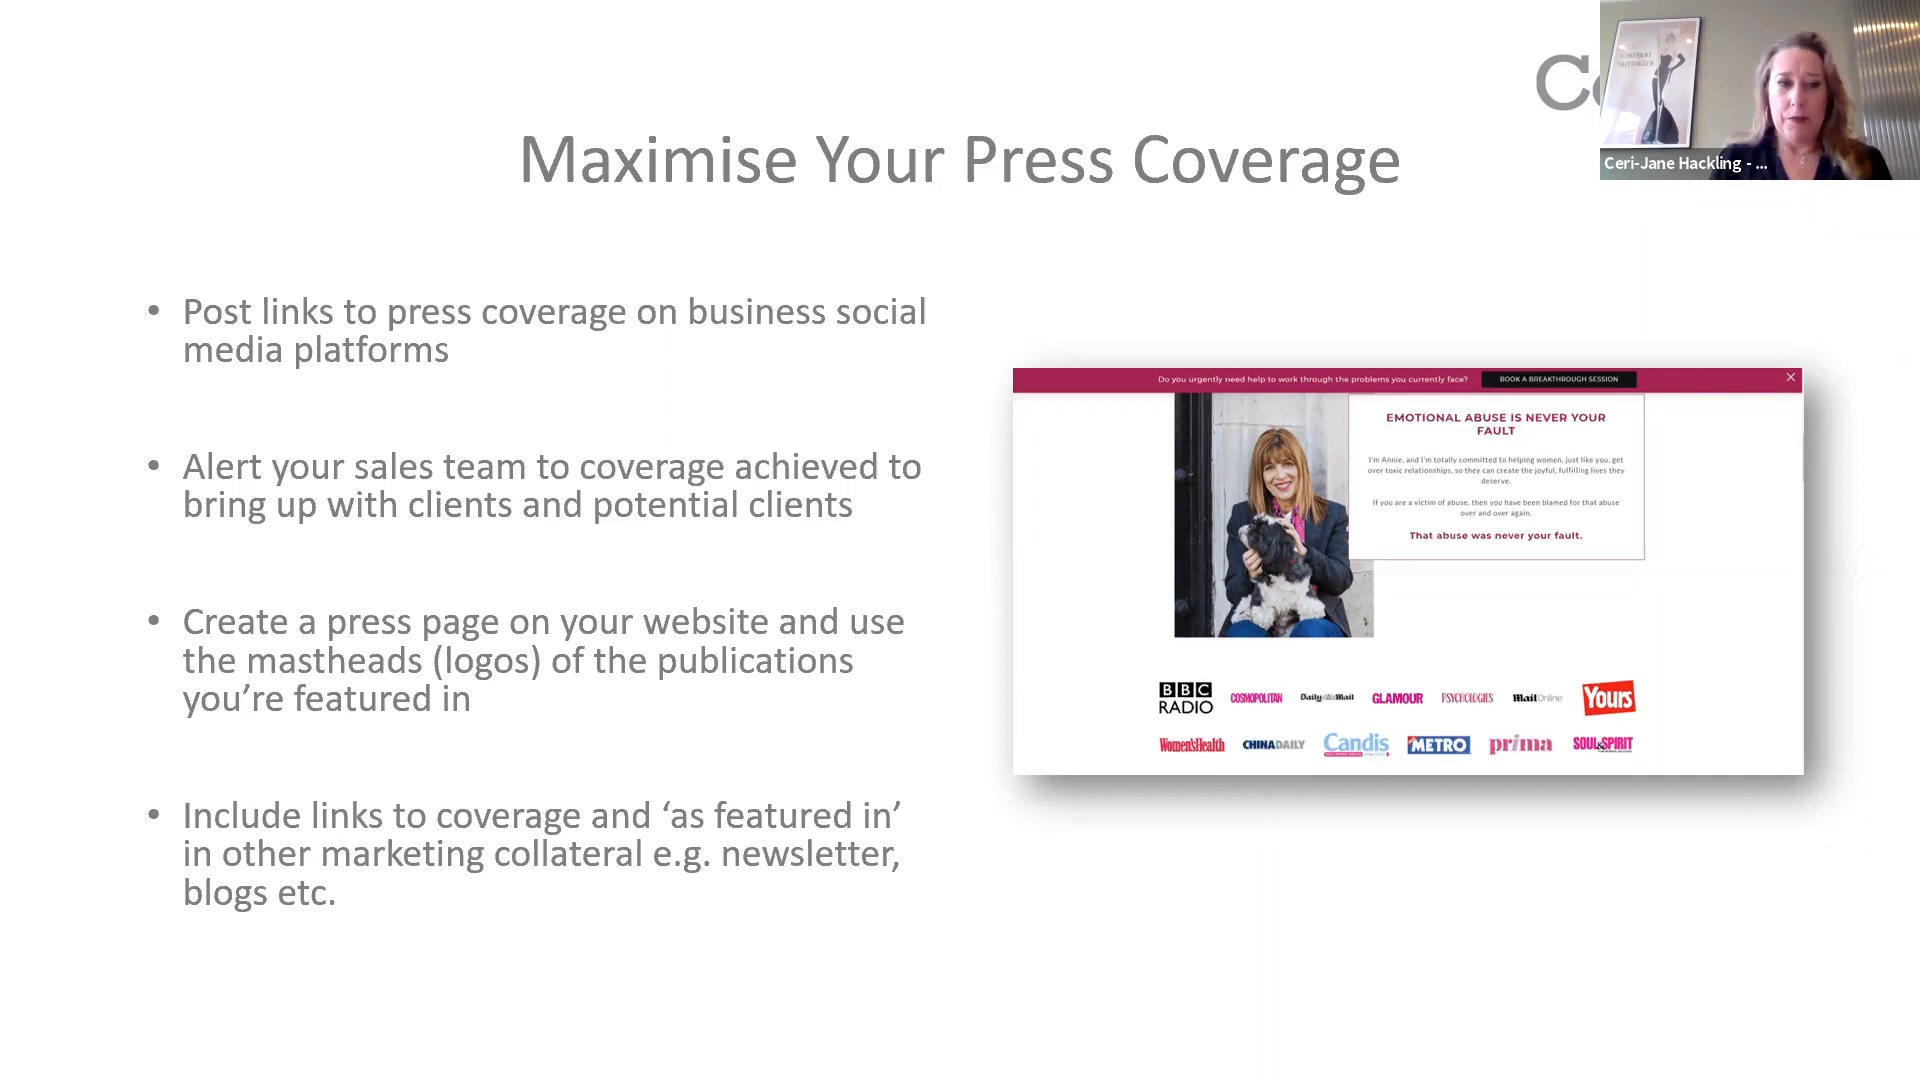 Maximise Your Press Coverage
Ceri-Jane Hackling - ...
• Post links to press coverage on business social
media platforms
• Alert your sales team to coverage achieved to
bring up with clients and potential clients
• Create a press page on your website and use
the mastheads (logos) of the publications
you’re featured in
• Include links to coverage and ‘as featured in’
in other marketing collateral e.g. newsletter,
blogs etc.
Do you urgently need help to work through the problems you currently face? BOOK A BREAKTHROUGH SESSION
EMOTIONAL ABUSE IS NEVER YOUR
FAULT
I'm Annie, and I'm totally committed to helping women, just like you, get
over toxic relationships, so they can create the joyful, fulfilling lives they
deserve.
If you are a victim of abuse, then you have been blamed for that abuse
over and over again.
That abuse was never your fault.
BBC
RADIO
COSMOPOLITAN Daily Mail GLAMOUR PSYCHOLOGIES MailOnline Yours
Women'sHealth CHINADAILY Candis METRO prima SOUL&SPIRIT